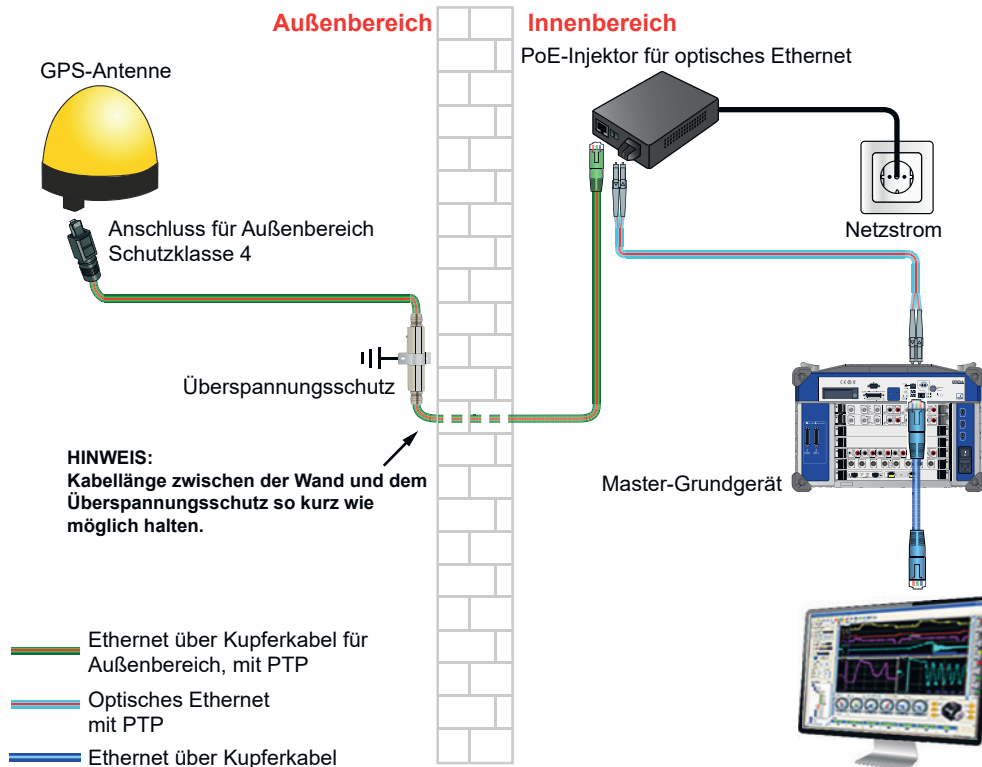 Außenbereich
Innenbereich
GPS-Antenne
PoE-Injektor für optisches Ethernet
Anschluss für Außenbereich
Schutzklasse 4
Netzstrom
Überspannungsschutz
HINWEIS:
Kabellänge zwischen der Wand und dem
Überspannungsschutz so kurz wie
möglich halten.
Master-Grundgerät
Ethernet über Kupferkabel für
Außenbereich, mit PTP
Optisches Ethernet
mit PTP
Ethernet über Kupferkabel